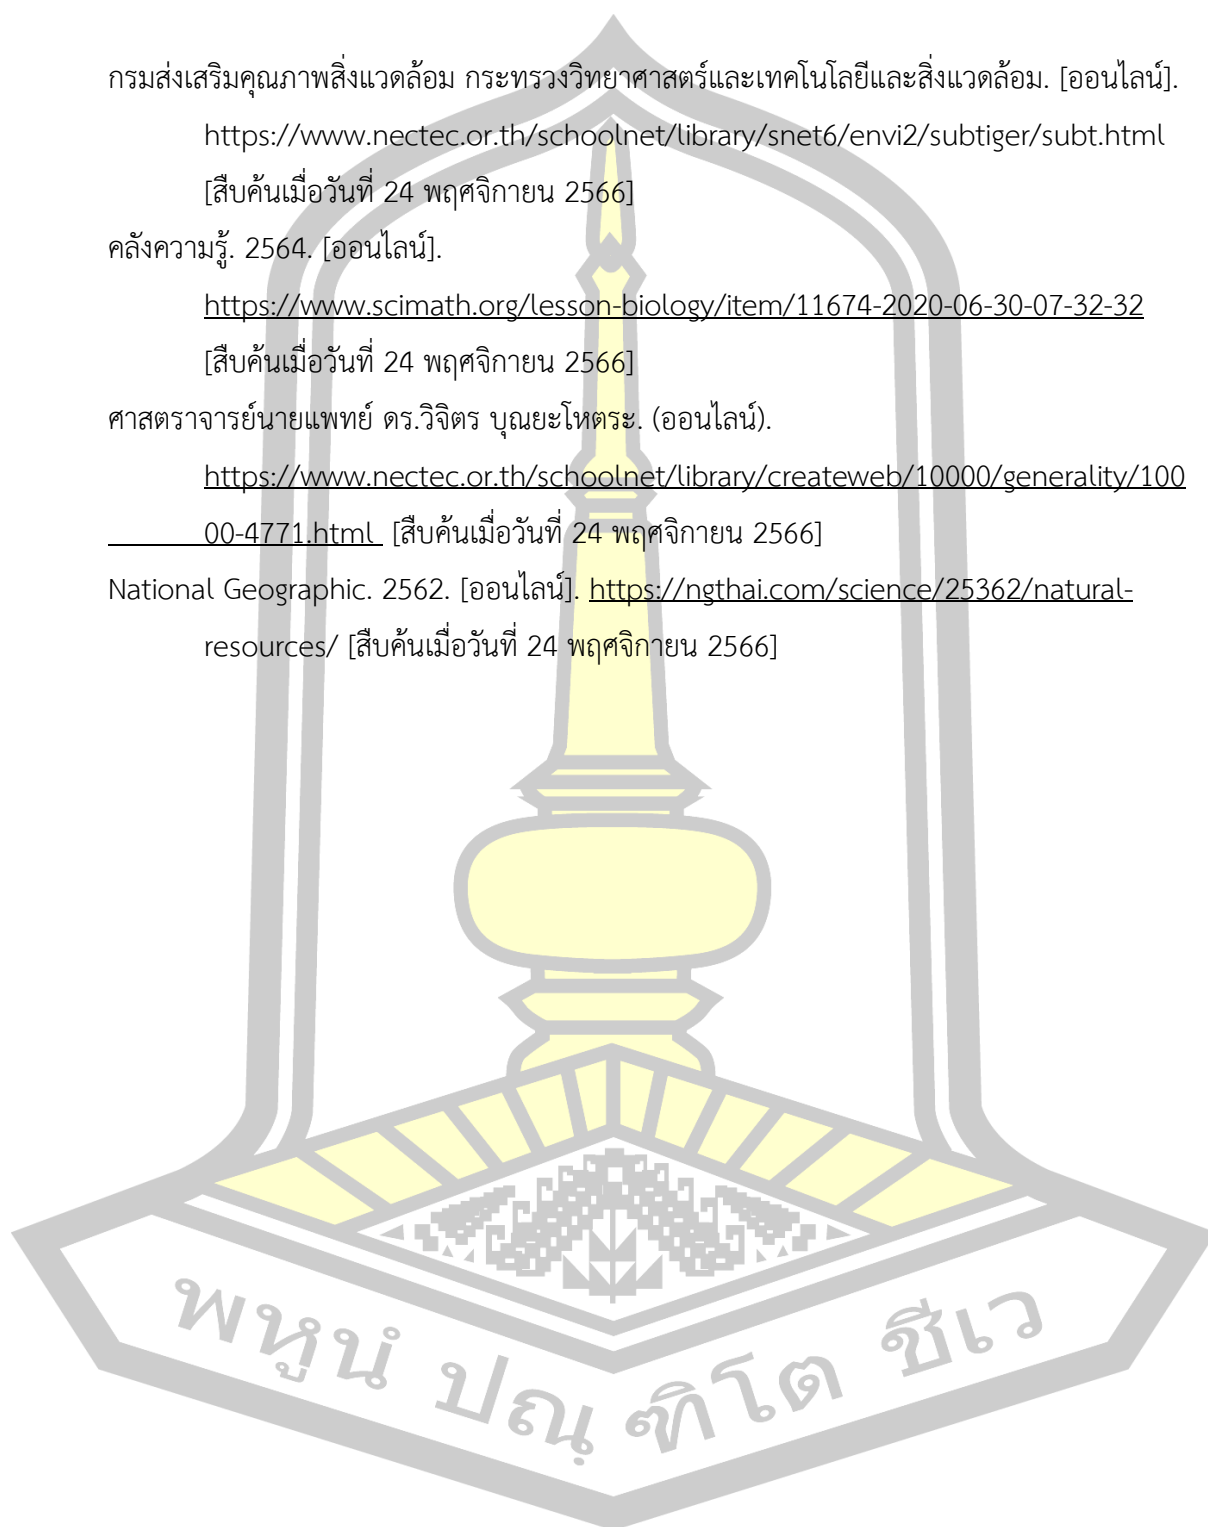 กรมส่งเสริมคุณภาพสิ่งแวดล้อม กระทรวงวิทยาศาสตร์และเทคโนโลยีและสิ่งแวดล้อม. [ออนไลน์].
https://www.nectec.or.th/schoolnet/library/snet6/envi2/subtiger/subt.html
[สืบค้นเมื่อวันที่ 24 พฤศจิกายน 2566]
คลังความรู้. 2564. [ออนไลน์].
https://www.scimath.org/lesson-biology/item/11674-2020-06-30-07-32-32
[สืบค้นเมื่อวันที่ 24 พฤศจิกายน 2566]
ศาสตราจารย์นายแพทย์ ดร.วิจิตร บุณยะโหตระ. (ออนไลน์).
https://www.nectec.or.th/schoolnet/library/createweb/10000/generality/100
00-4771.html [สืบค้นเมื่อวันที่ 24 พฤศจิกายน 2566]
National Geographic. 2562. [ออนไลน์]. https://ngthai.com/science/25362/natural-
resources/ [สืบค้นเมื่อวันที่ 24 พฤศจิกายน 2566]
พหูนํ ปณฺฑิโต ชีเว